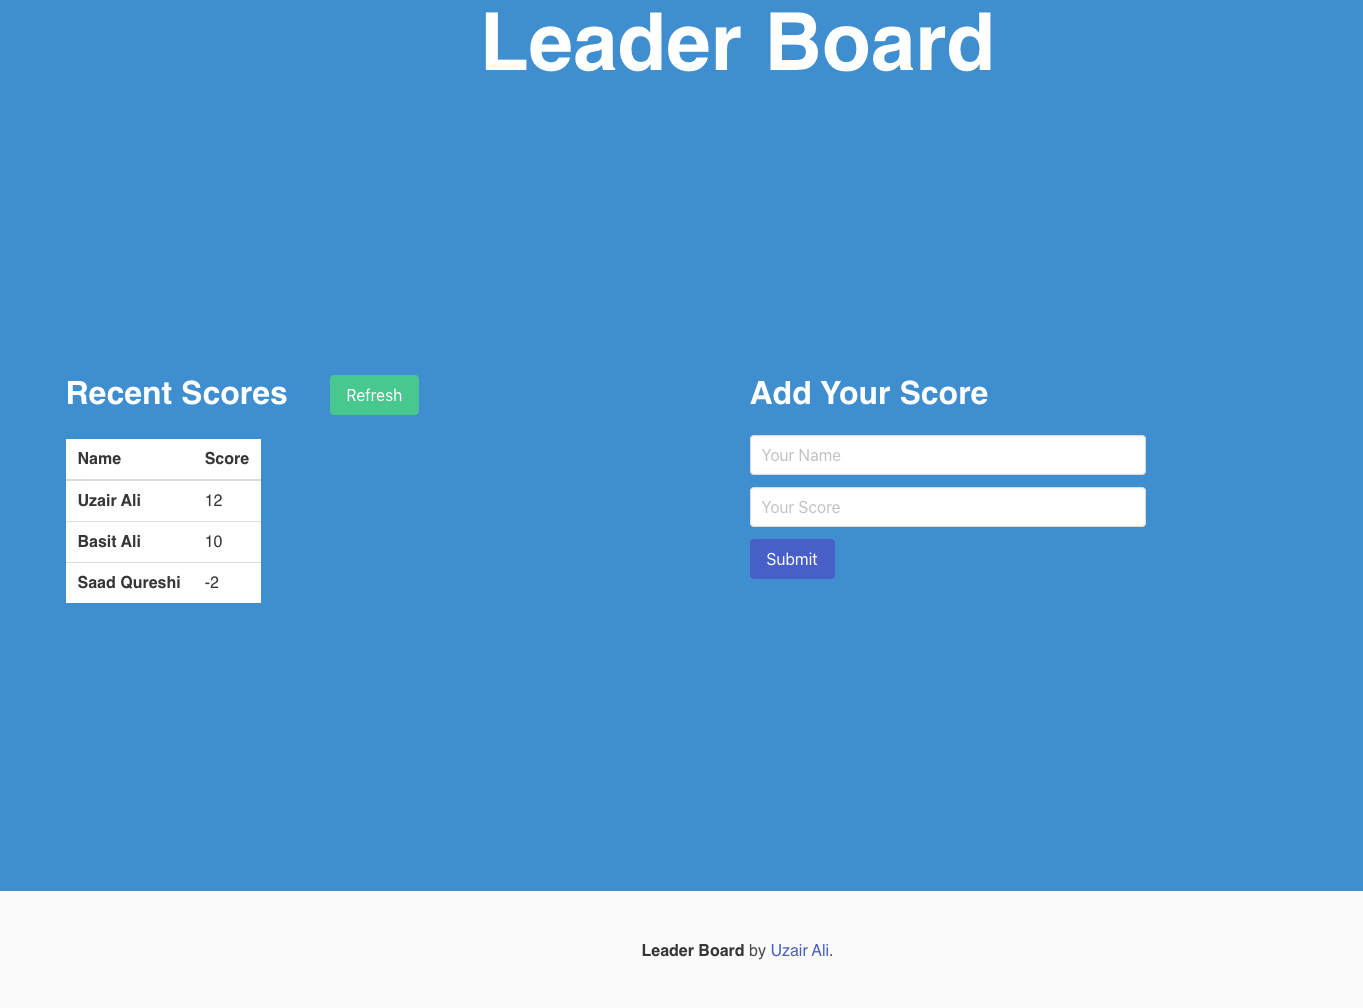 Leader Board
Recent Scores
Refresh
Name Score
Uzair Ali 12
Basit Ali 10
Saad Qureshi -2
Add Your Score
Your Name
Your Score
Submit
Leader Board by Uzair Ali.